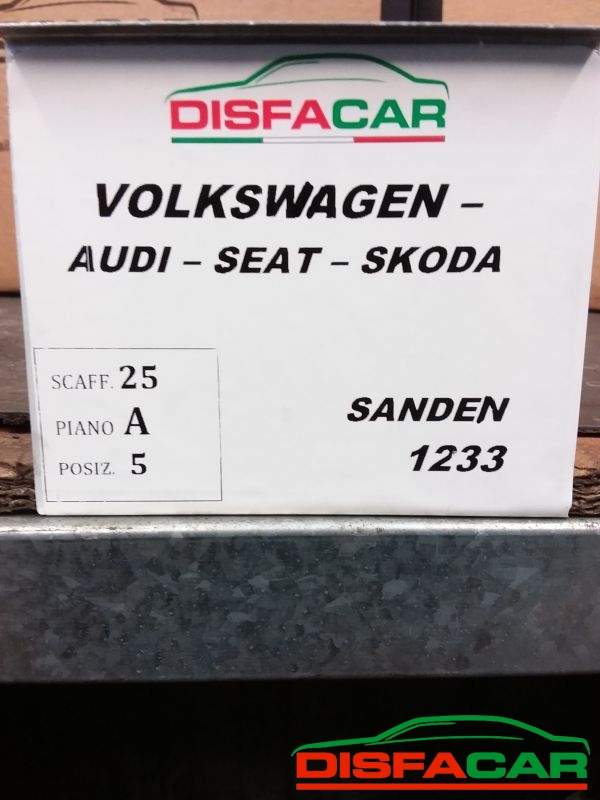 DISFACAR
VOLKSWAGEN –
AUDI – SEAT – SKODA
SCAFF. 25
PIANO A
POSIZ. 5
SANDEN
1233
DISFACAR